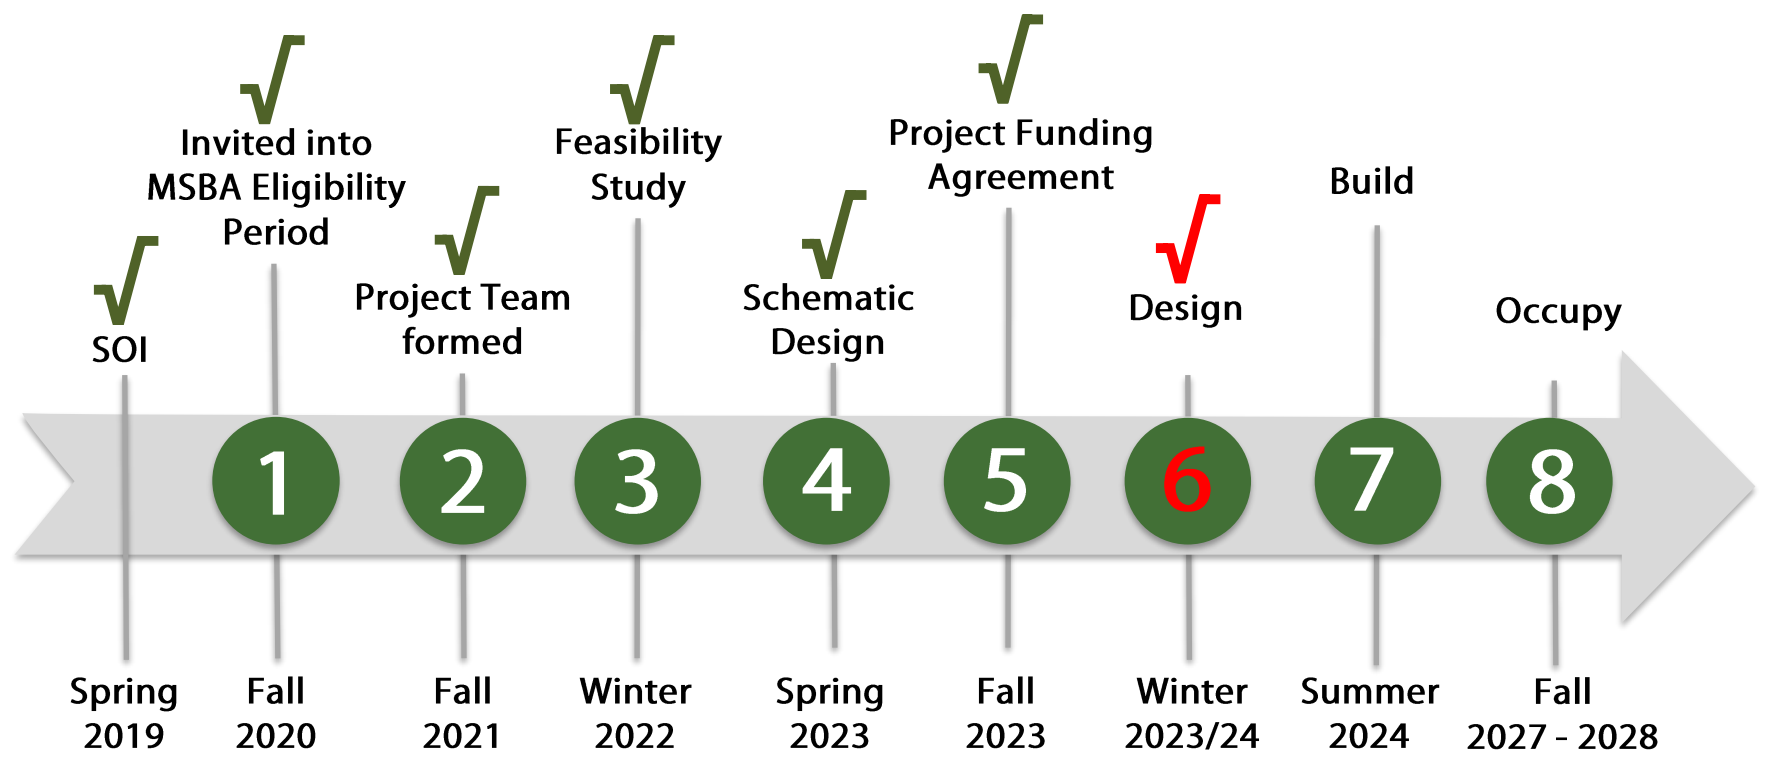 SOI
Invited into
MSBA Eligibility
Period
Project Team
formed
Feasibility
Study
Schematic
Design
Project Funding
Agreement
Design
Build
Occupy
1
2
3
4
5
6
7
8
Spring
2019
Fall
2020
Fall
2021
Winter
2022
Spring
2023
Fall
2023
Winter
2023/24
Summer
2024
Fall
2027 - 2028